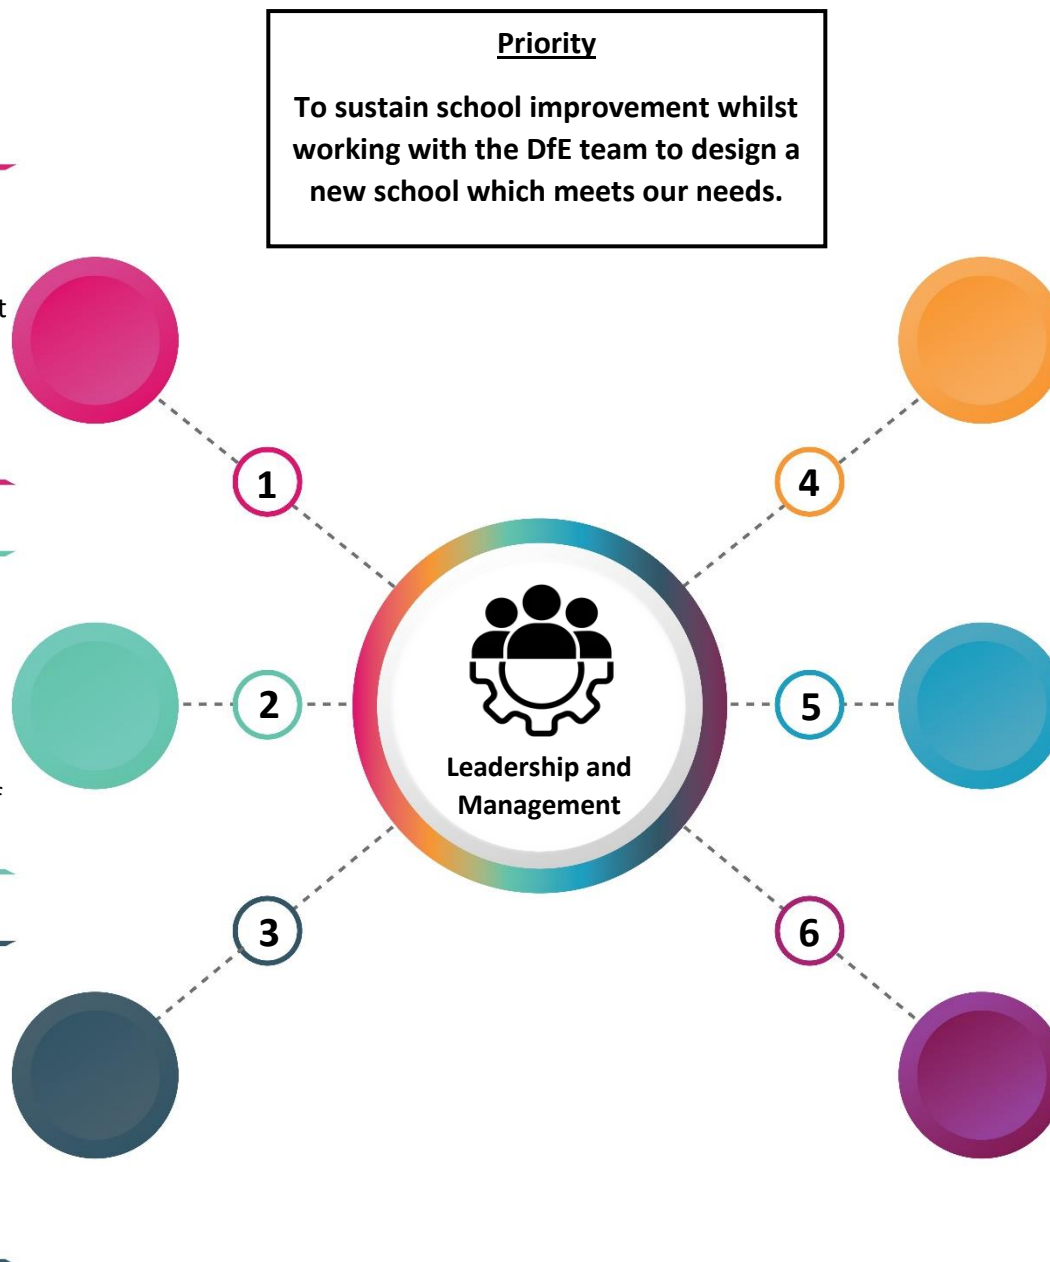 Priority
To sustain school improvement whilst
working with the DfE team to design a
new school which meets our needs.
t
1
4
2
5
Leadership and
Management
3
6